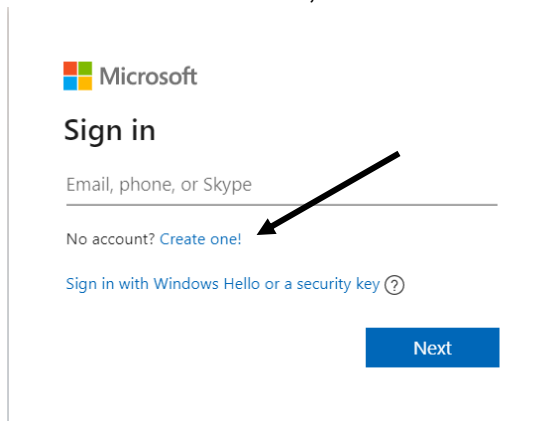 Microsoft
Sign in
Email, phone, or Skype
No account? Create one!
Sign in with Windows Hello or a security key ?
Next